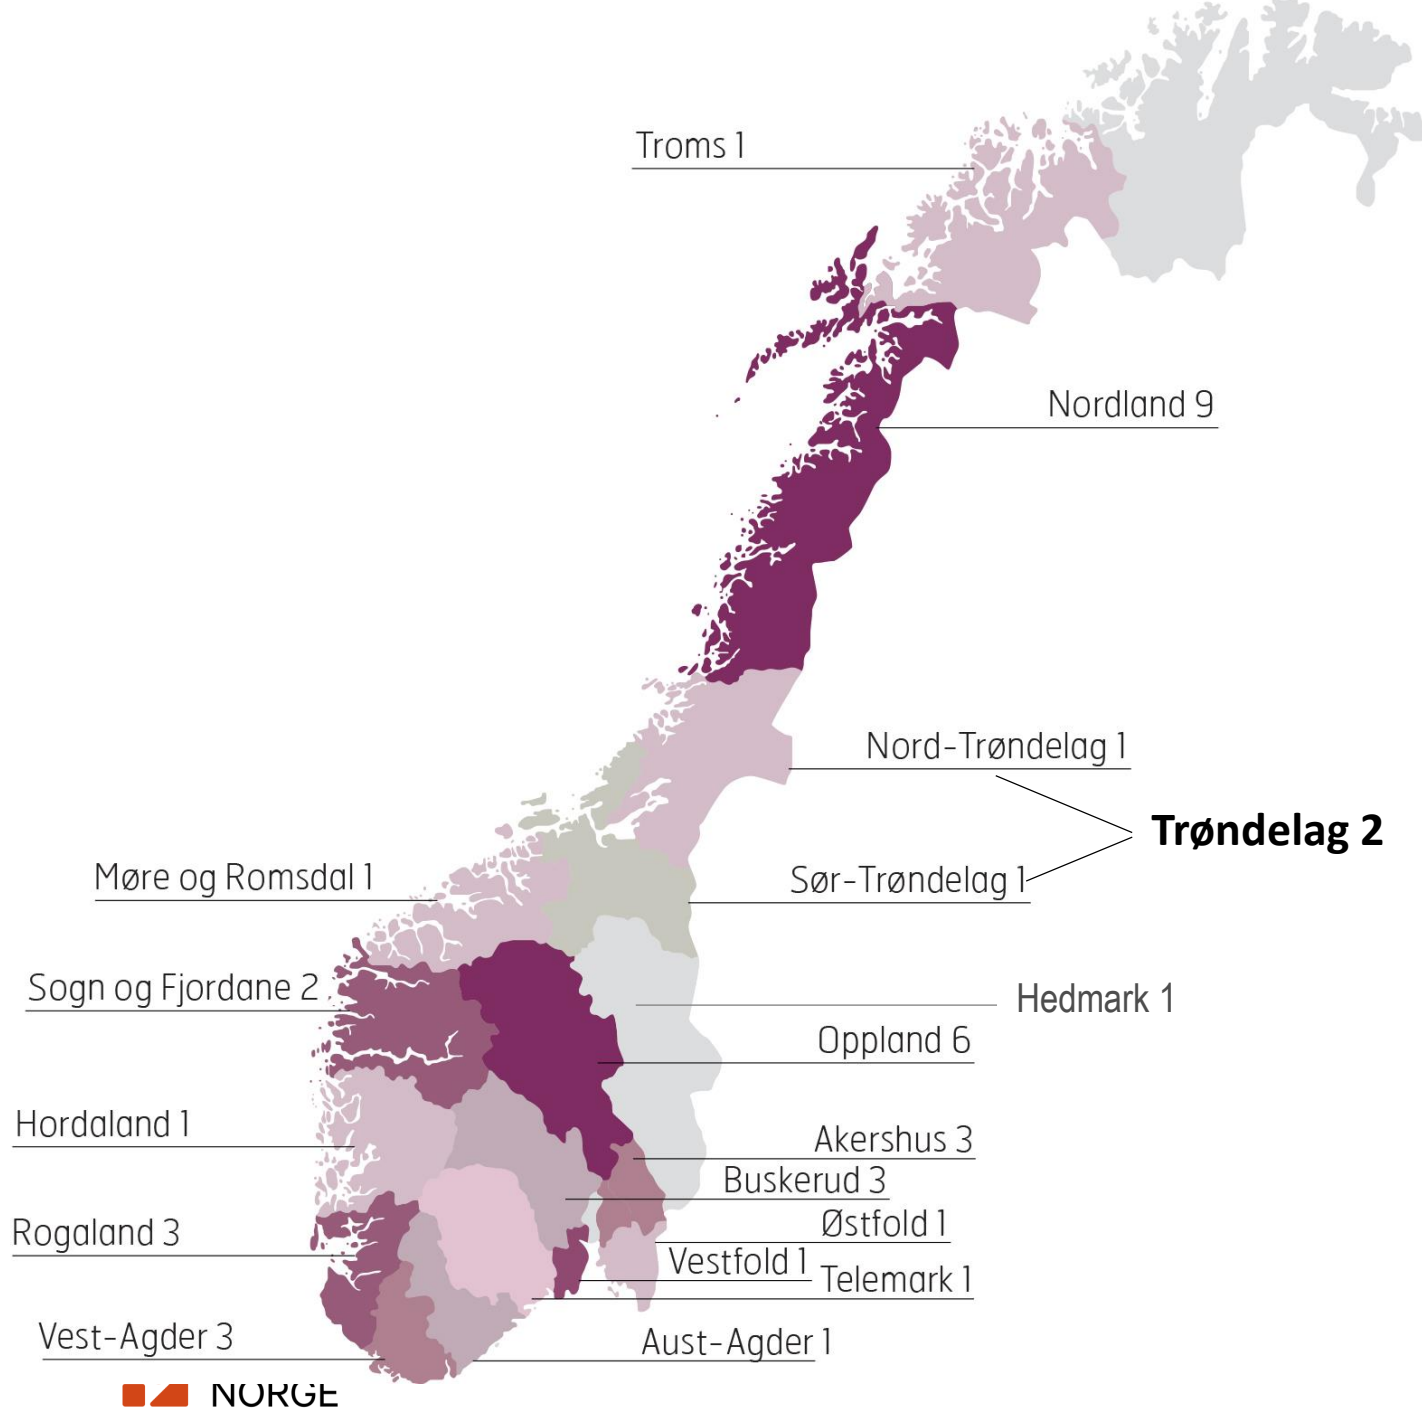 Troms 1
Nordland 9
Nord-Trøndelag 1
Trøndelag 2
Møre og Romsdal 1
Sør-Trøndelag 1
Sogn og Fjordane 2
Hedmark 1
Oppland 6
Hordaland 1
Akershus 3
Buskerud 3
Rogaland 3
Østfold 1
Vestfold 1
Telemark 1
Vest-Agder 3
Aust-Agder 1
NORGE